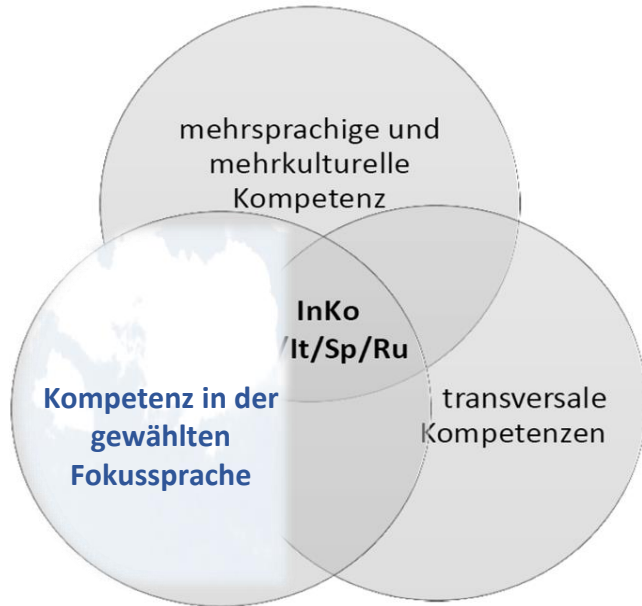 mehrsprachige und
mehrkulturelle
Kompetenz
InKo
/It/Sp/Ru
Kompetenz in der
gewählten
Fokussprache
transversale
Kompetenzen